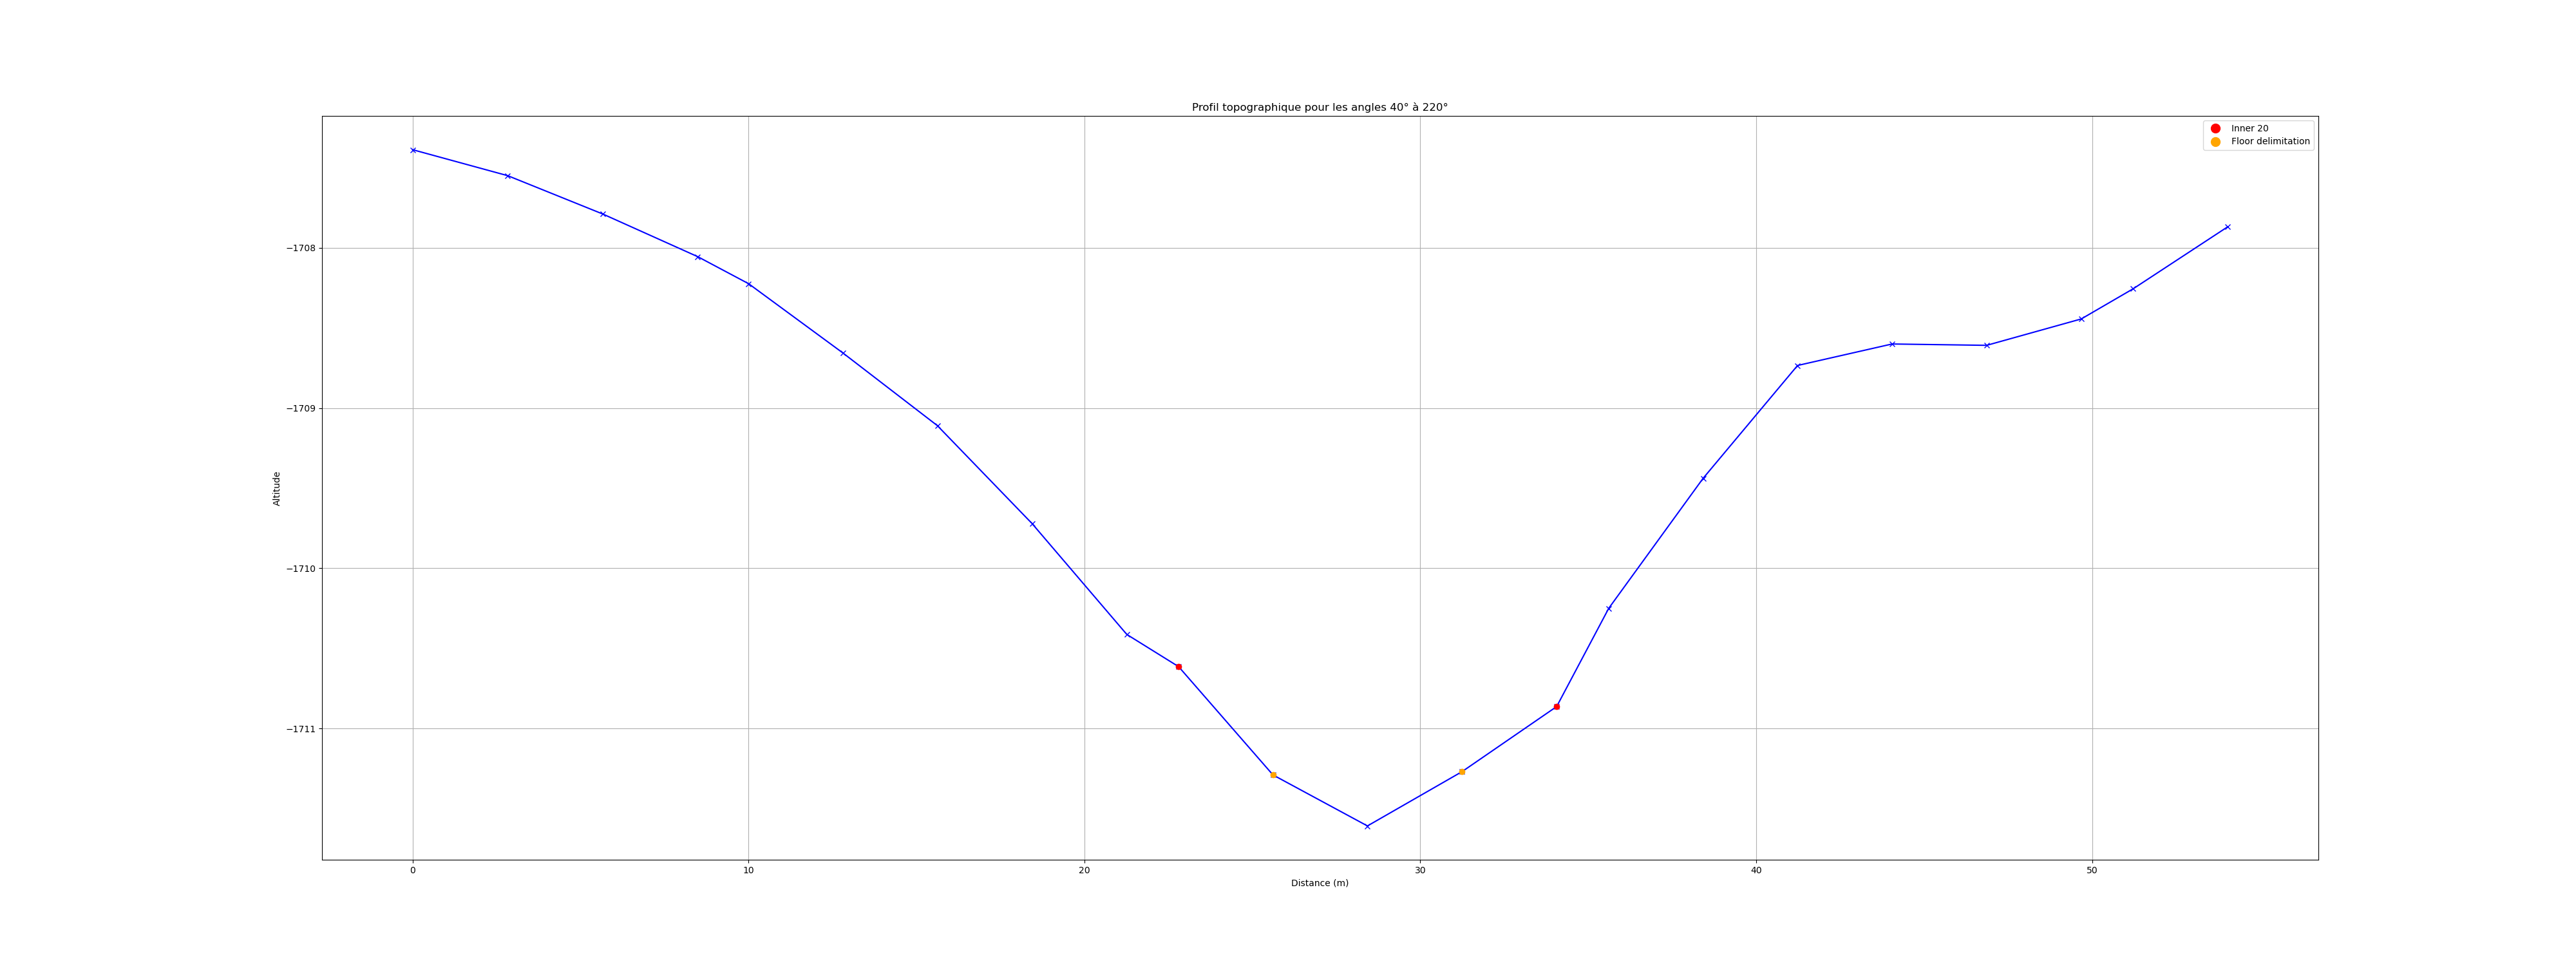 Profil topographique pour les angles 40° à 220°
Inner 20
Floor delimitation
−1708
−1709
−1710
−1711
Altitude
0 10 20 30 40 50
Distance (m)